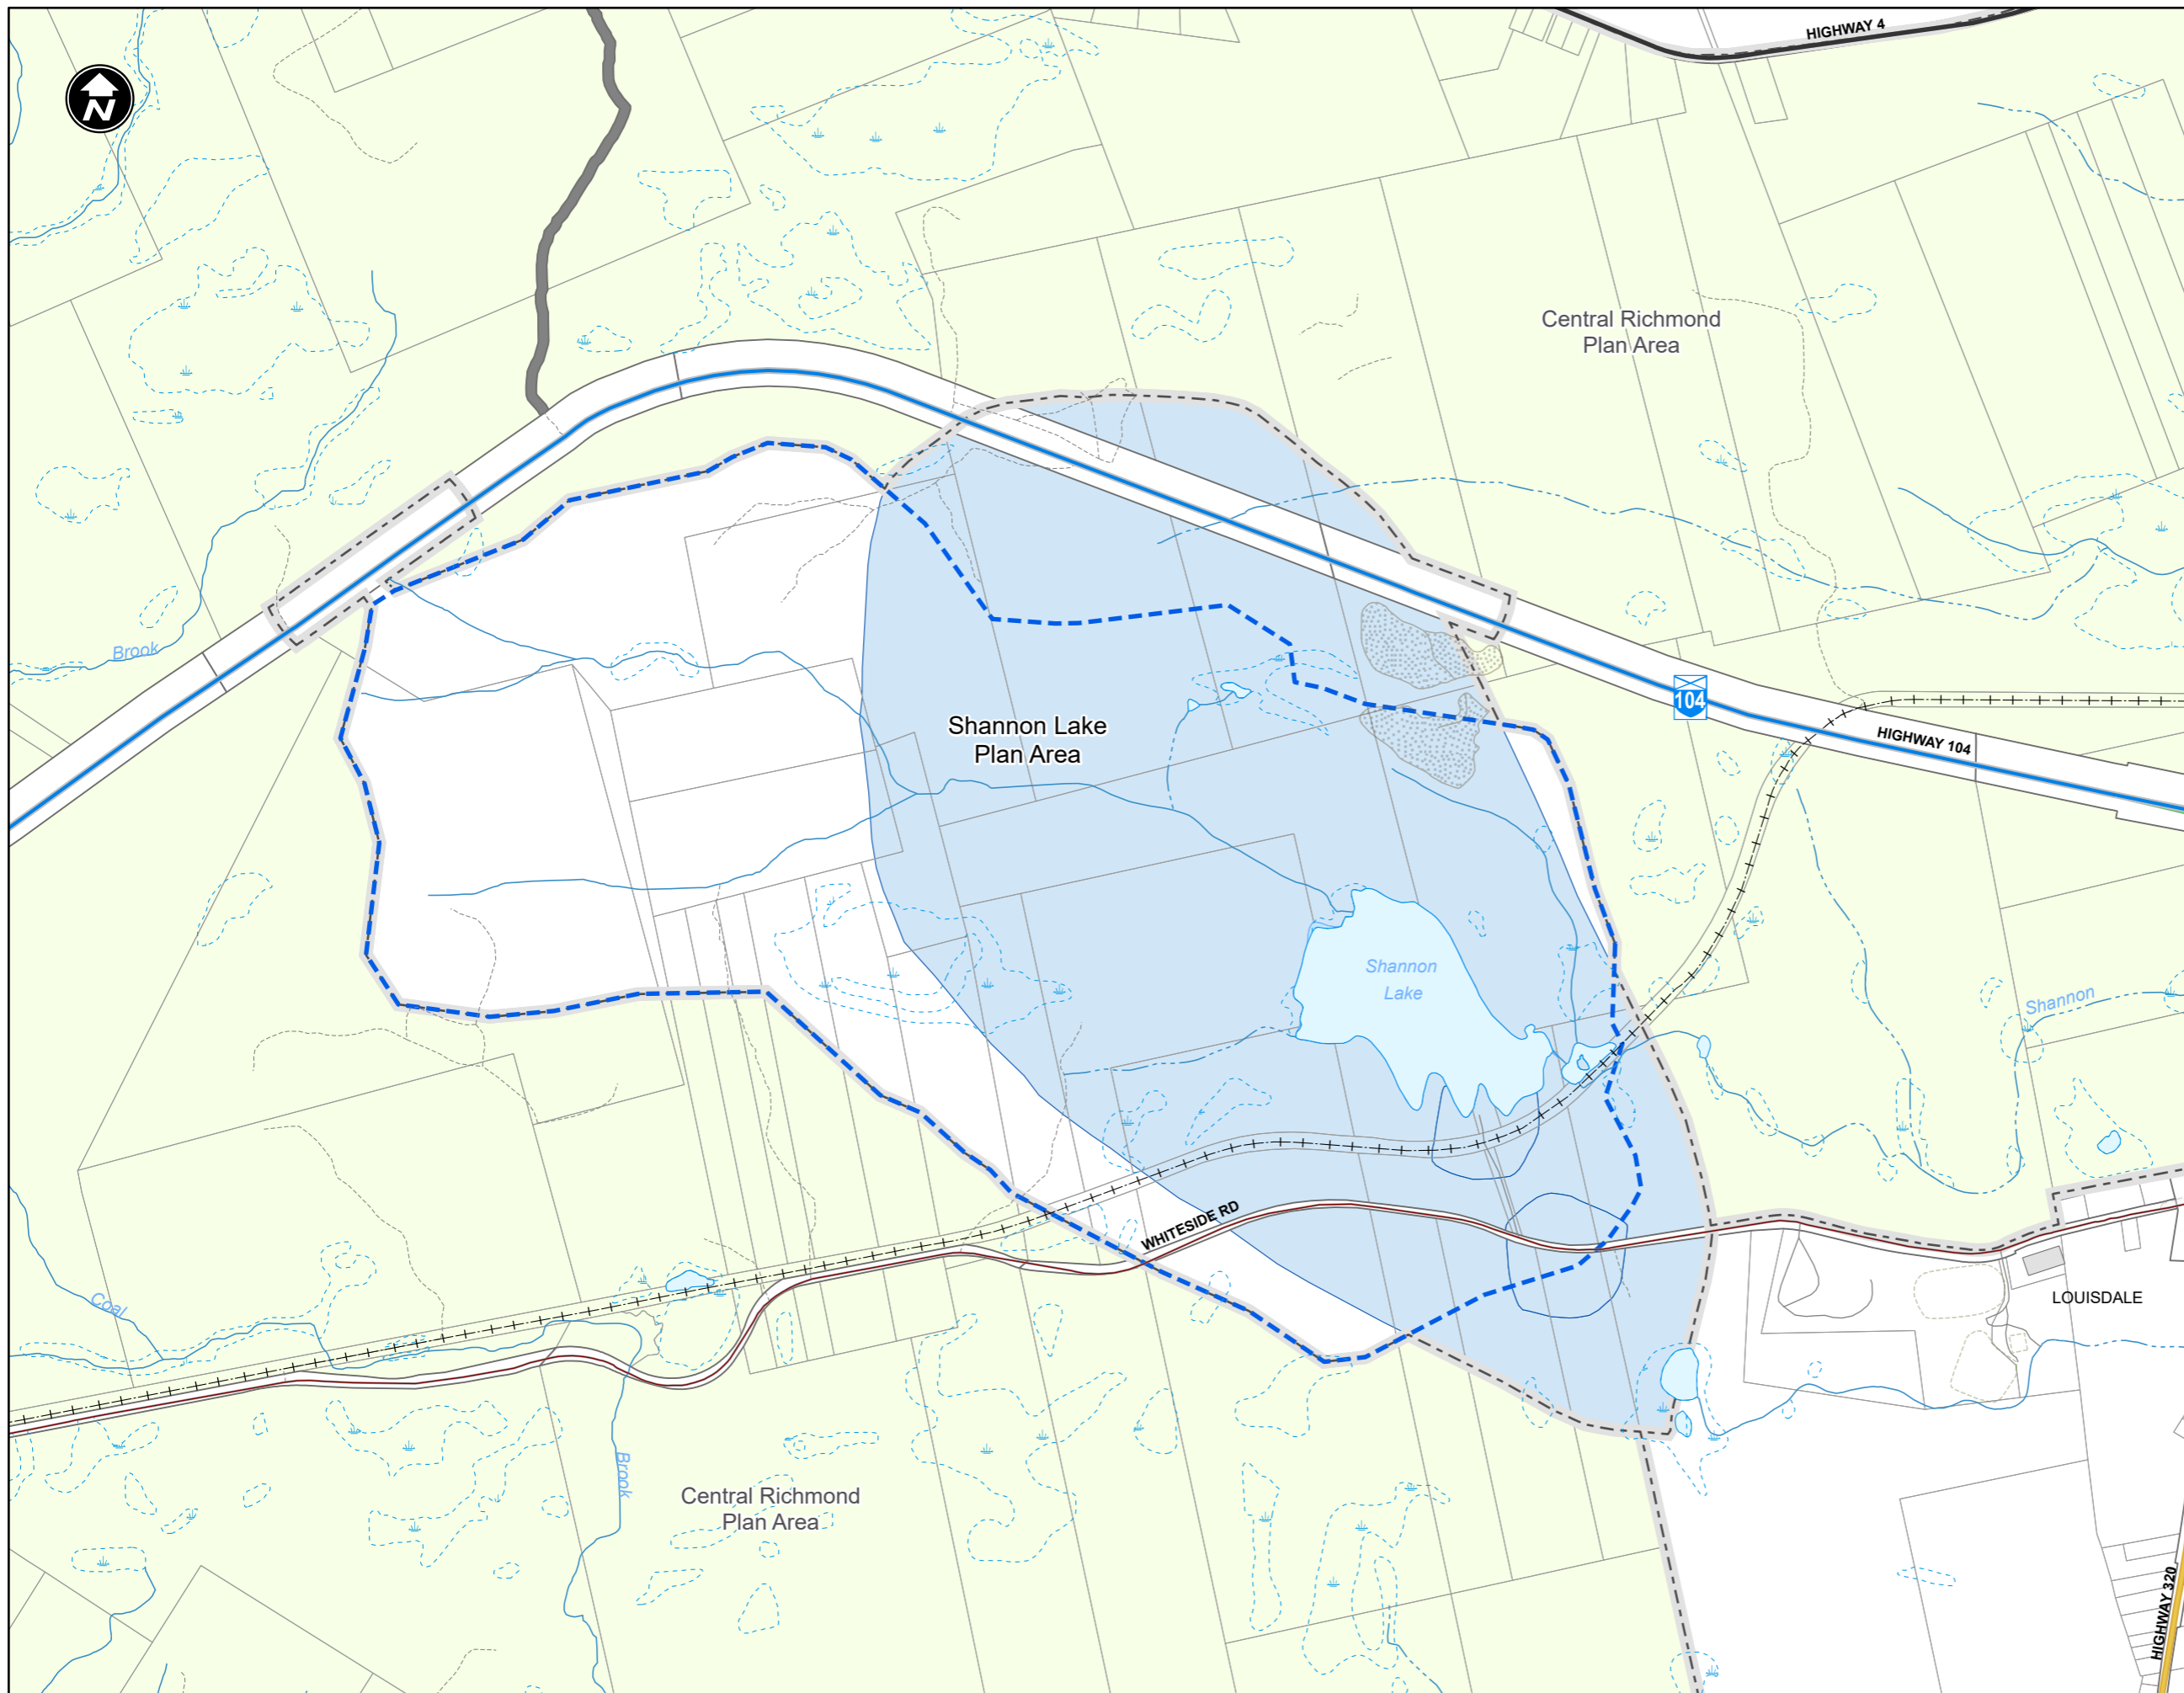 HIGHWAY 4
N
Central Richmond
Plan Area
Brook
104
Shannon Lake
Plan Area
HIGHWAY 104
Shannon
Lake
Shannon
WHITESIDE RD
Coal
LOUISDALE
Brook
Central Richmond
Plan Area
HIGHWAY 320